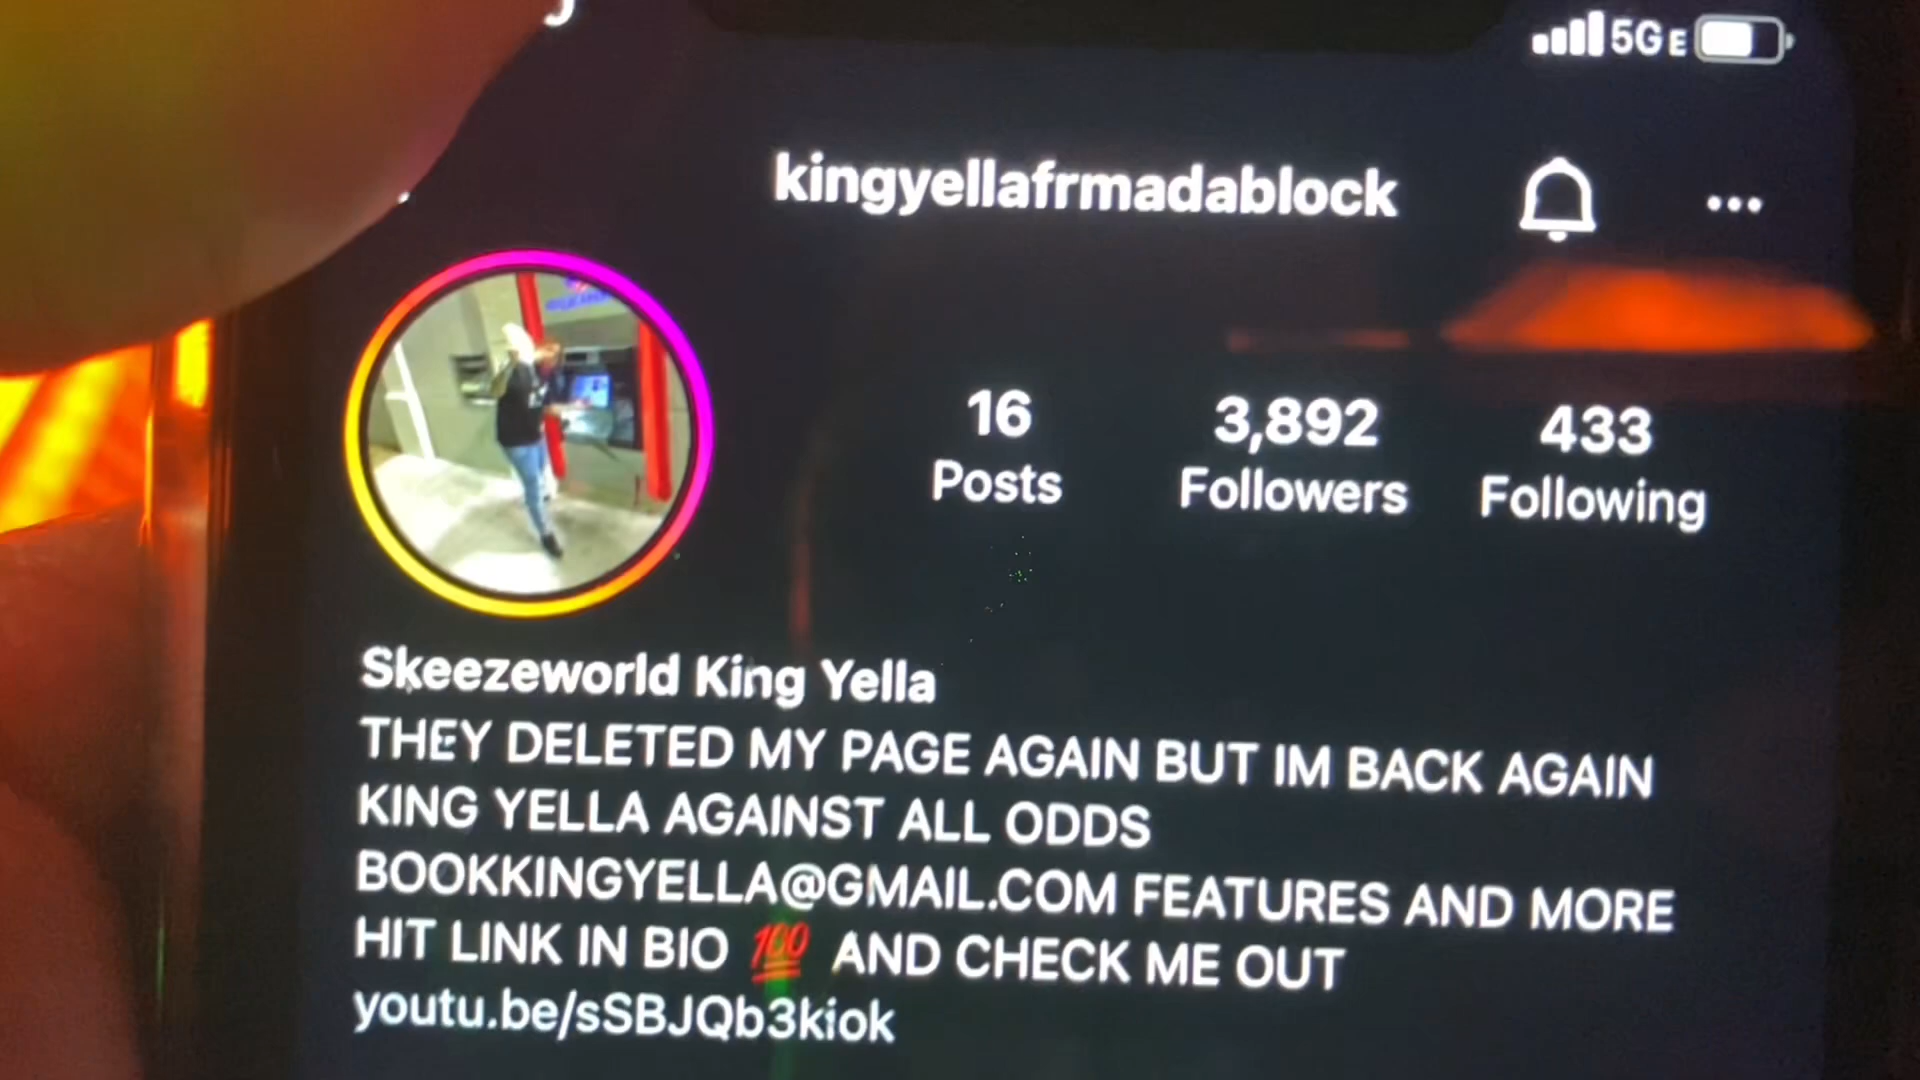 5GE
kingyellafrmadablock
16
Posts
3,892
Followers
433
Following
Skeezeworld King Yella
THEY DELETED MY PAGE AGAIN BUT IM BACK AGAIN
KING YELLA AGAINST ALL ODDS
BOOKKINGYELLA@GMAIL.COM FEATURES AND MORE
HIT LINK IN BIO 💯 AND CHECK ME OUT
youtu.be/sSBJQb3kiok